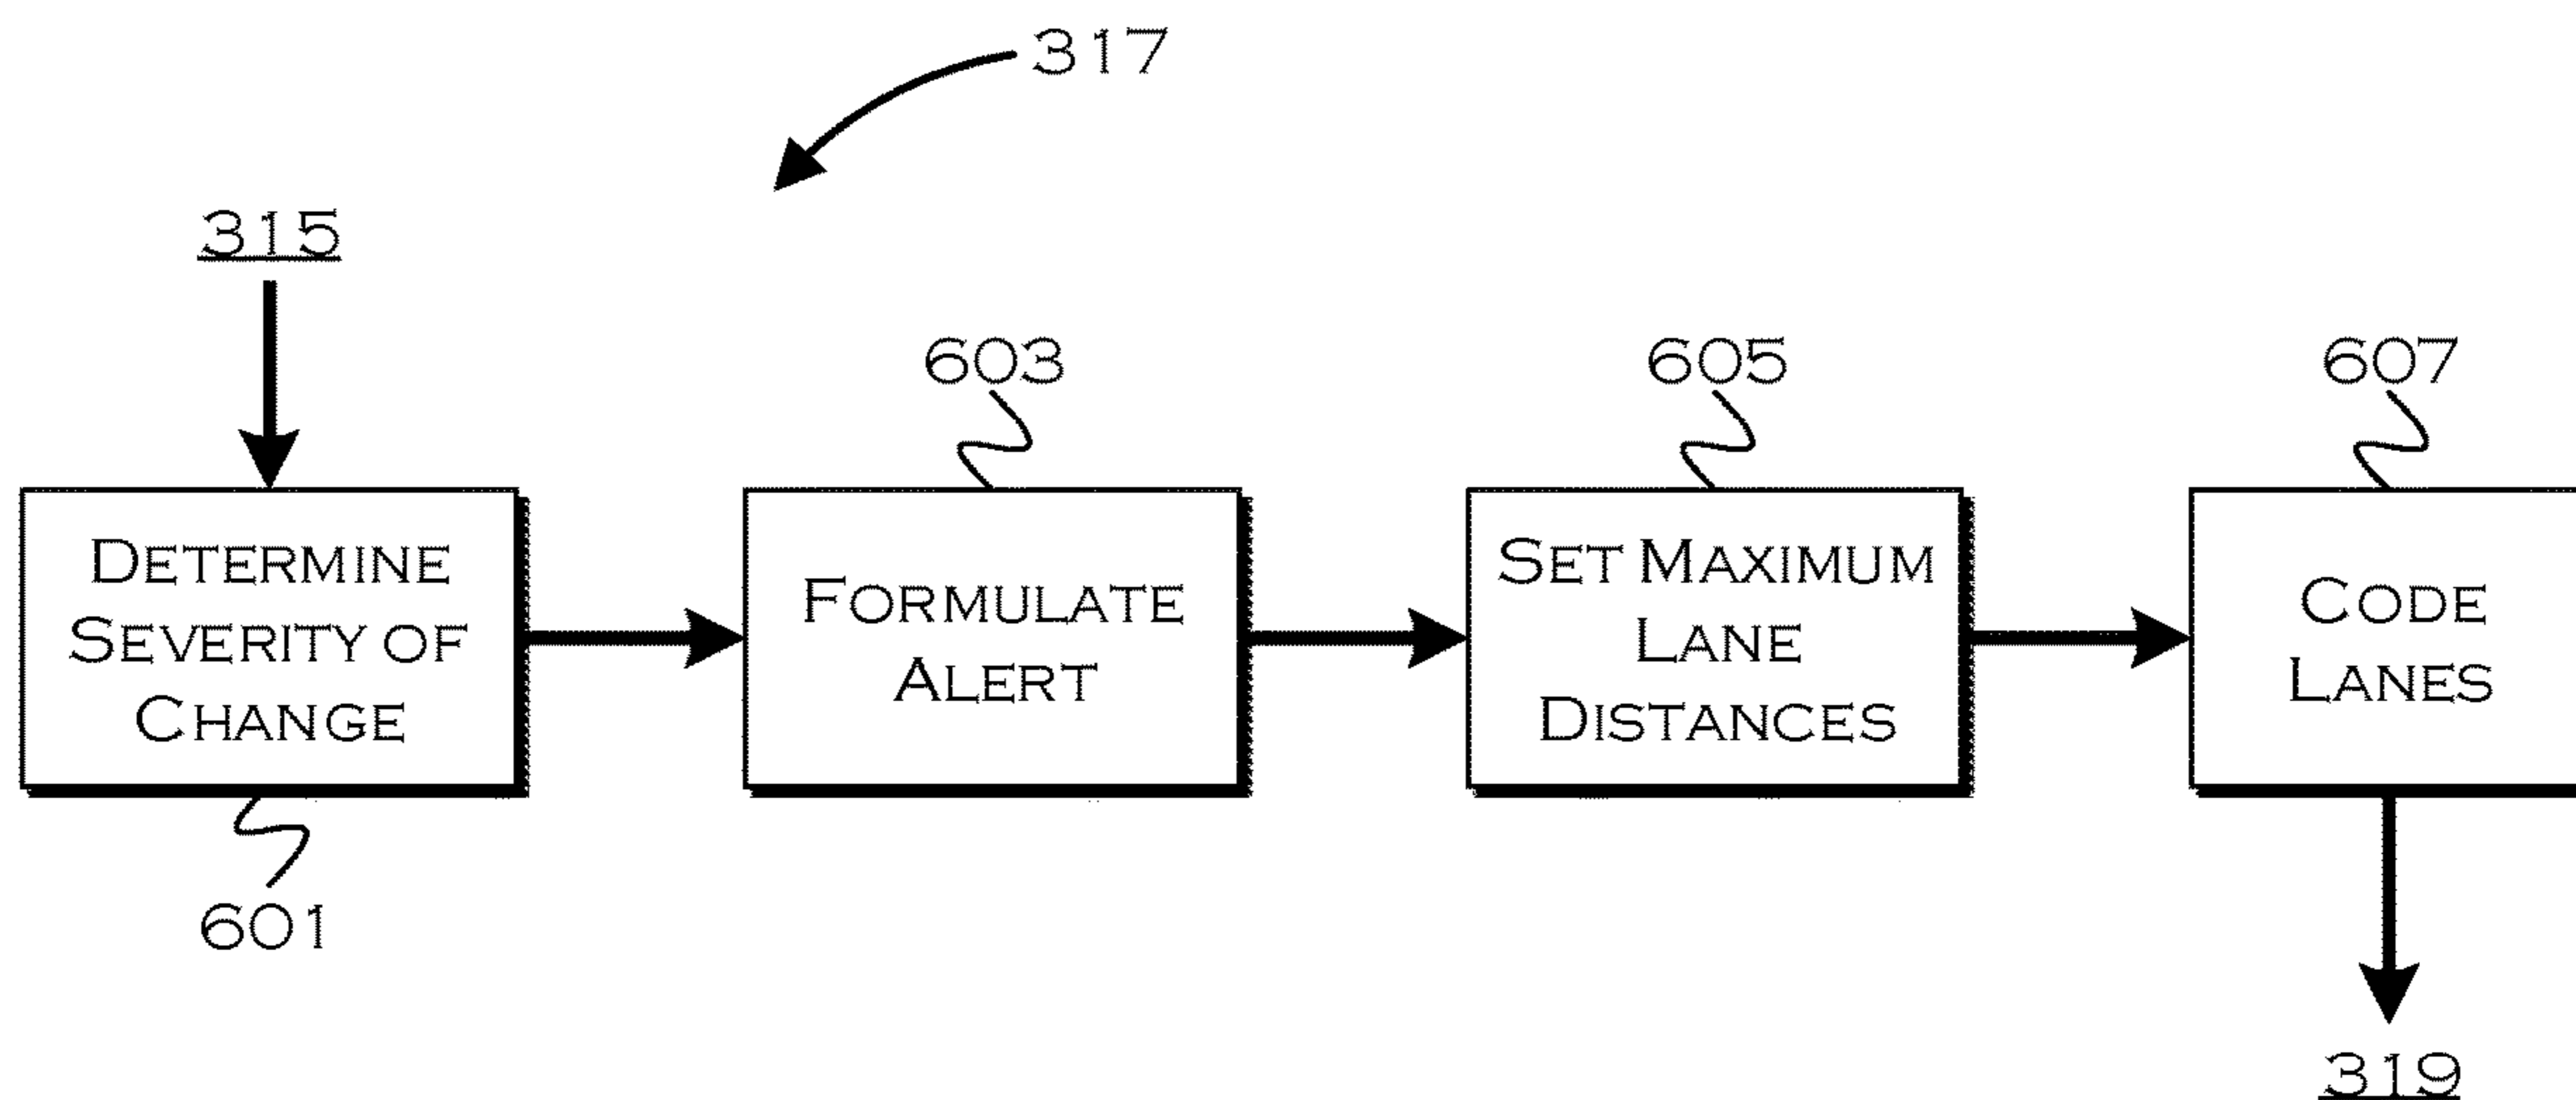 317
315
603
605
607
DETERMINE
SEVERITY OF
CHANGE
FORMULATE
ALERT
SET MAXIMUM
LANE
DISTANCES
CODE
LANES
601
319